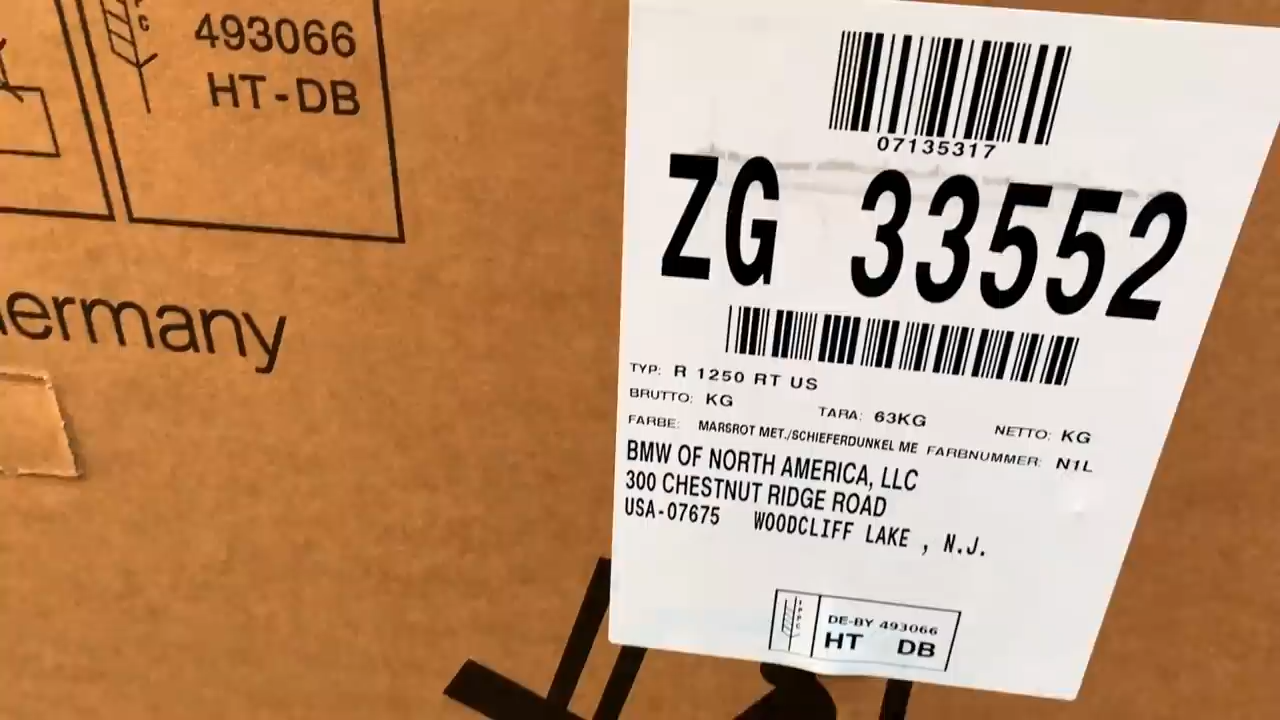 493066
HT-DB
ermany
07135317
ZG 33552
TYP: R 1250 RT US
BRUTTO: KG TARA: 63KG NETTO: KG
FARBE: MARSROT MET./SCHIEFERDUNKEL ME FARBNUMMER: N1L
BMW OF NORTH AMERICA, LLC
300 CHESTNUT RIDGE ROAD
USA-07675 WOODCLIFF LAKE , N.J.
IPPC
DE-BY 493066
HT DB